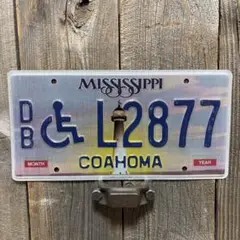 MISSISSIPPI
DB L2877
MONTH YEAR
COAHOMA